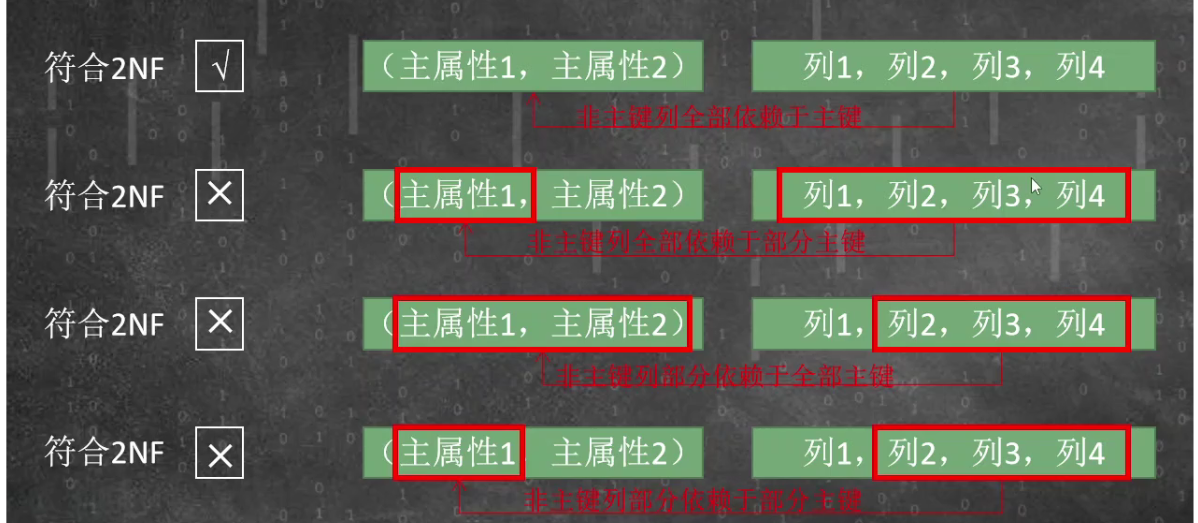 符合2NF √ （主属性1，主属性2） 列1，列2，列3，列4
非主键列全部依赖于主键
符合2NF × （主属性1，主属性2） 列1，列2，列3，列4
非主键列全部依赖于部分主键
符合2NF × （主属性1，主属性2） 列1，列2，列3，列4
非主键列部分依赖于全部主键
符合2NF × （主属性1 主属性2） 列1，列2，列3，列4
非主键列部分依赖于部分主键